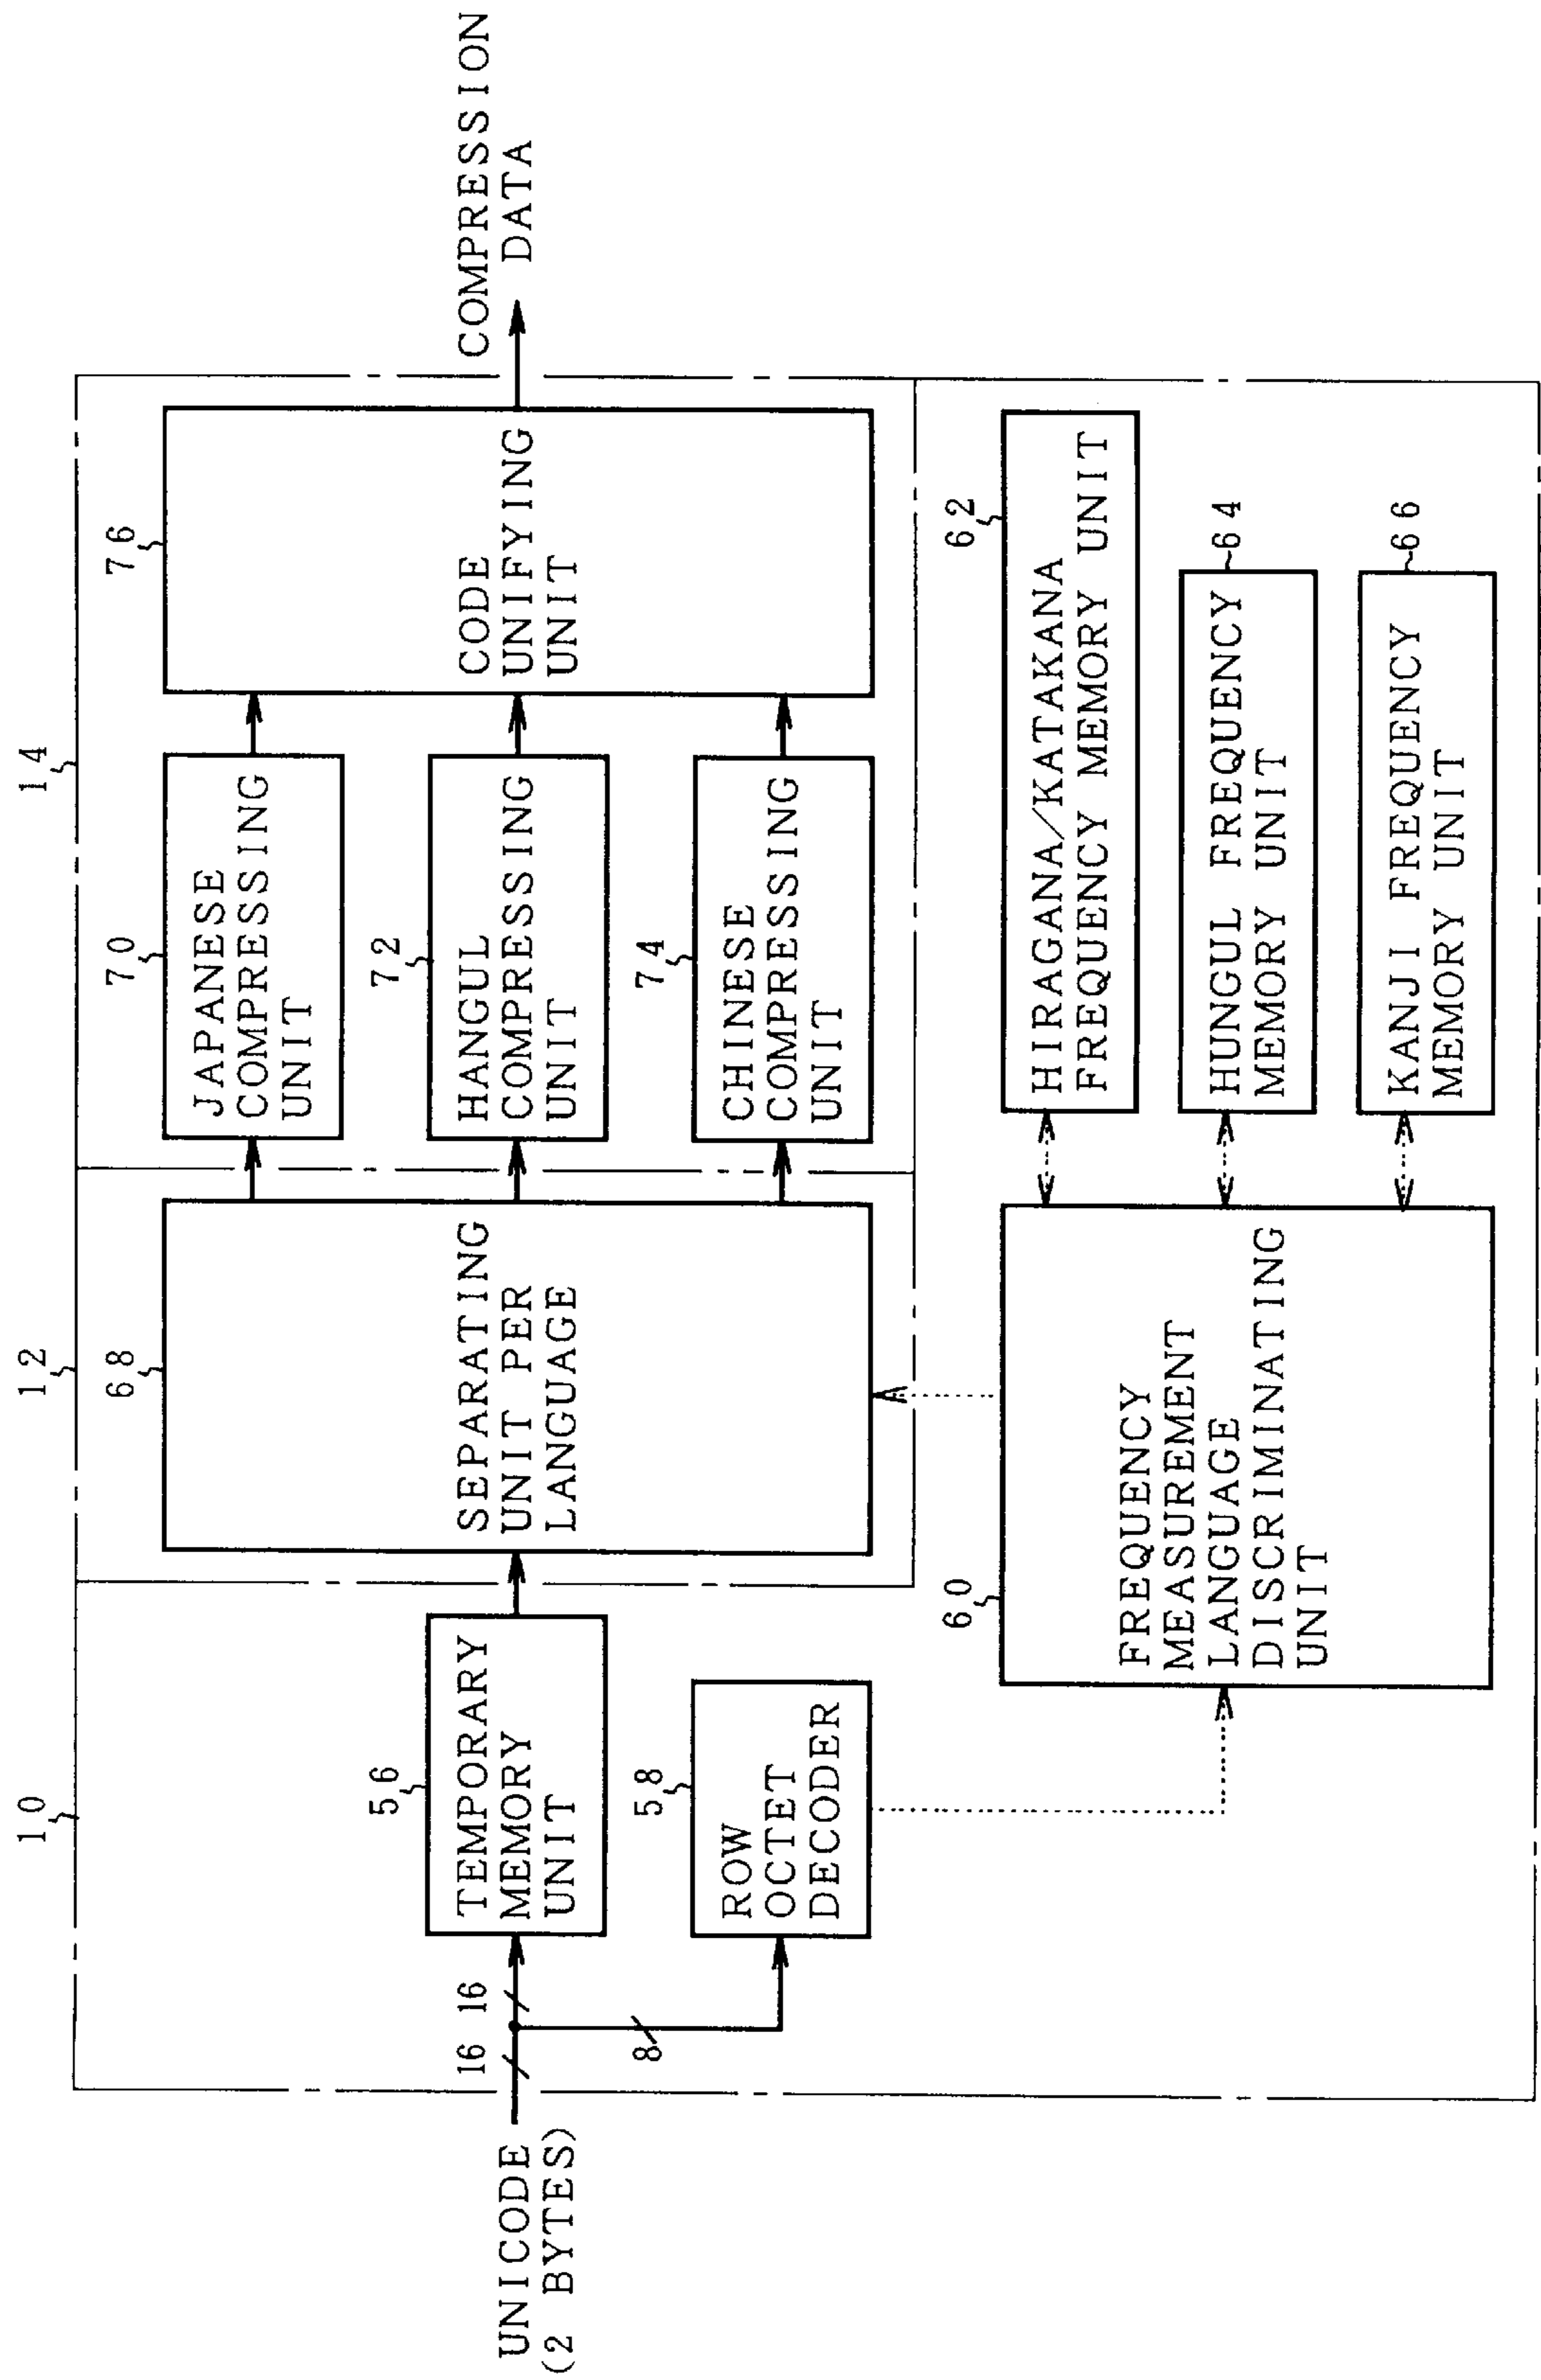 10
12
14
UNICODE
(2 BYTES)
16
16
8
56
TEMPORARY
MEMORY
UNIT
58
ROW
OCTET
DECODER
68
SEPARATING
UNIT PER
LANGUAGE
70
JAPANESE
COMPRESSING
UNIT
72
HANGUL
COMPRESSING
UNIT
74
CHINESE
COMPRESSING
UNIT
76
CODE
UNIFYING
UNIT
COMPRESSION
DATA
60
FREQUENCY
MEASUREMENT
LANGUAGE
DISCRIMINATING
UNIT
62
HIRAGANA/KATAKANA
FREQUENCY MEMORY UNIT
HUNGUL FREQUENCY
MEMORY UNIT
64
KANJI FREQUENCY
MEMORY UNIT
66